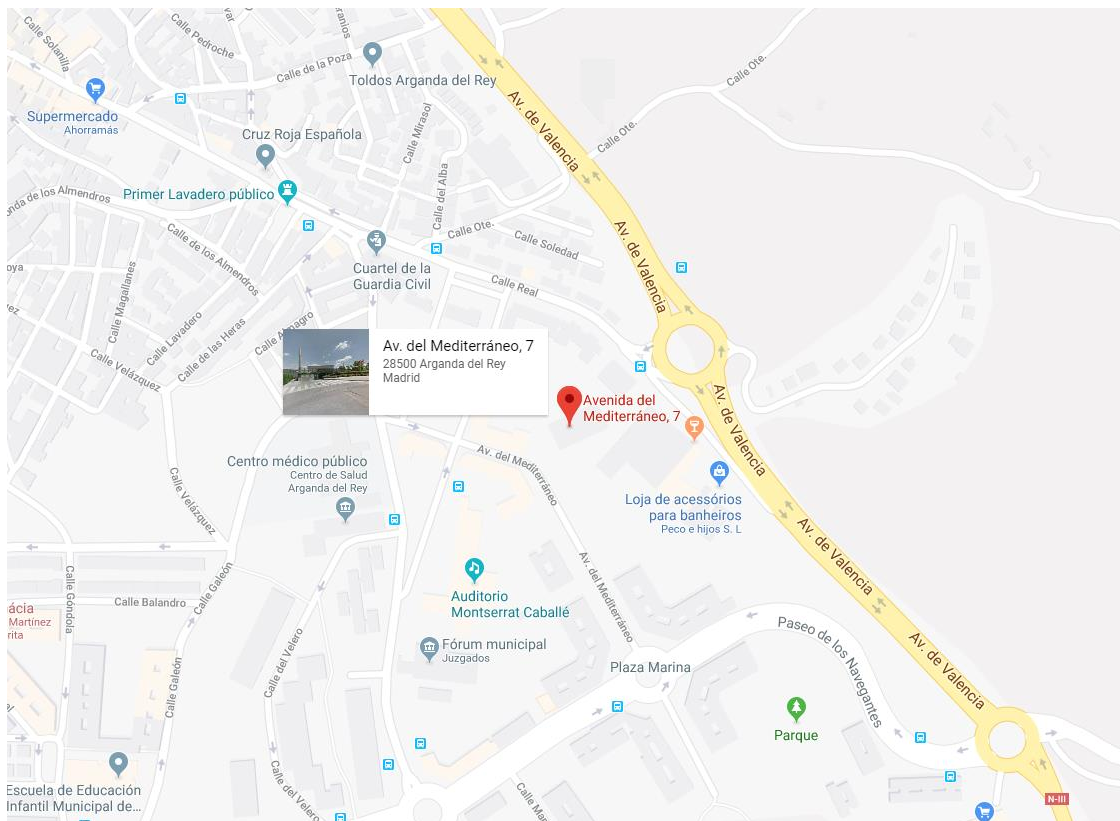 Calle Solanilla
Calle Pedroche
Calle de la Poza
Toldos Arganda del Rey
Calle Ote.
Supermercado
Ahorramás
Av. de Valencia
Calle Mirasol
Calle Ote.
Cruz Roja Española
Primer Lavadero público
Calle del Alba
onda de los Almendros
Calle de los Almendros
Calle Ote.
Calle Soledad
Av. de Valencia
Cuartel de la
Guardia Civil
Calle Real
Calle Magallanes
Calle Lavadero
Calle de las Heras
Calle Almagro
Calle Velázquez
Av. del Mediterráneo, 7
28500 Arganda del Rey
Madrid
Avenida del
Mediterráneo, 7
Av. de Valencia
Av. del Mediterráneo
Centro médico público
Centro de Salud
Arganda del Rey
Calle Velázquez
Loja de acessórios
para banheiros
Peco e hijos S. L
Av. de Valencia
Av. del Mediterráneo
Auditorio
Montserrat Caballé
Calle Góndola
Calle Balandro
Calle Galeón
ácia
Martínez
rita
Fórum municipal
Juzgados
Plaza Marina
Paseo de los Navegantes
Av. de Valencia
Calle del Velero
Calle Galeón
Parque
Escuela de Educación
Infantil Municipal de...
Calle del Velero
Calle Mar
N-III